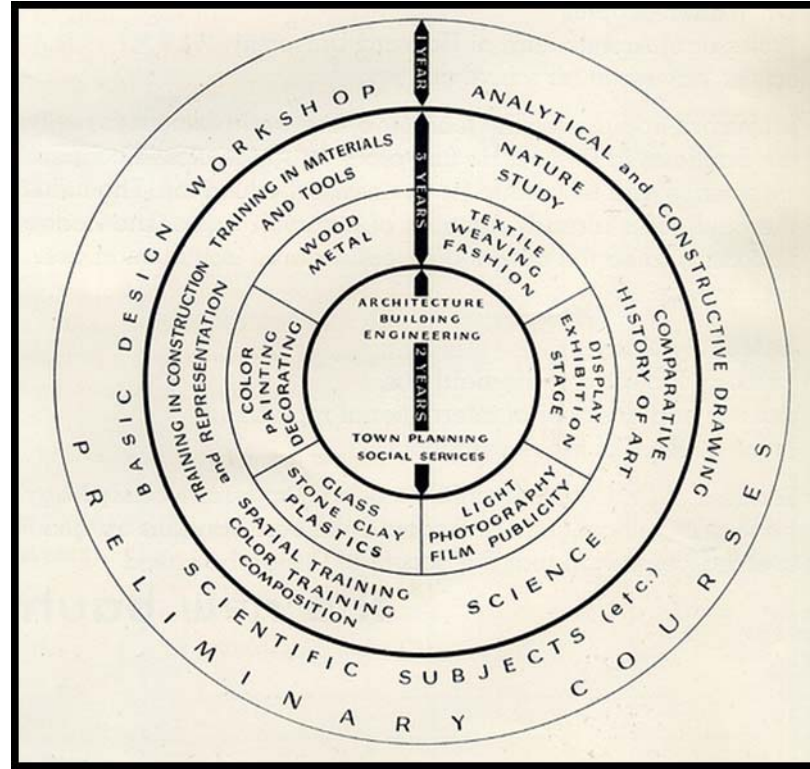 1 YEAR
BASIC DESIGN WORKSHOP
ANALYTICAL and CONSTRUCTIVE DRAWING
SCIENTIFIC SUBJECTS (etc.)
PRELIMINARY COURSES
3 YEARS
TRAINING IN MATERIALS
AND TOOLS
NATURE
STUDY
COMPARATIVE
HISTORY OF ART
SCIENCE
SPATIAL TRAINING
COLOR TRAINING
COMPOSITION
TRAINING IN CONSTRUCTION
and REPRESENTATION
WOOD
METAL
TEXTILE
WEAVING
FASHION
DISPLAY
EXHIBITION
STAGE
LIGHT
PHOTOGRAPHY
FILM PUBLICITY
GLASS
STONE CLAY
PLASTICS
COLOR
PAINTING
DECORATING
ARCHITECTURE
BUILDING
ENGINEERING
2 YEARS
TOWN PLANNING
SOCIAL SERVICES